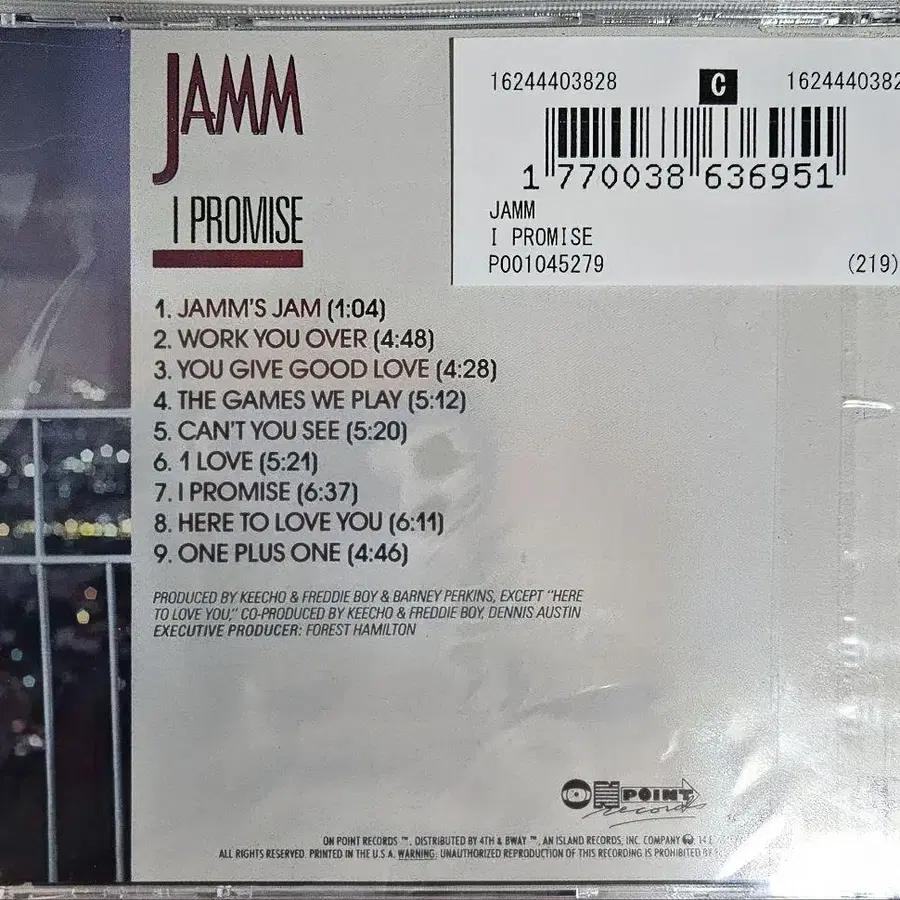 JAMM
I PROMISE
16244403828 C 1624440382
1 770038 636951
JAMM
I PROMISE
P001045279 (219)
1. JAMM'S JAM (1:04)
2. WORK YOU OVER (4:48)
3. YOU GIVE GOOD LOVE (4:28)
4. THE GAMES WE PLAY (5:12)
5. CAN'T YOU SEE (5:20)
6. 1 LOVE (5:21)
7. I PROMISE (6:37)
8. HERE TO LOVE YOU (6:11)
9. ONE PLUS ONE (4:46)
PRODUCED BY KEECHO & FREDDIE BOY & BARNEY PERKINS, EXCEPT "HERE
TO LOVE YOU," CO-PRODUCED BY KEECHO & FREDDIE BOY, DENNIS AUSTIN
EXECUTIVE PRODUCER: FOREST HAMILTON
ON POINT
records
ON POINT RECORDS ™, DISTRIBUTED BY 4TH & BWAY ™, AN ISLAND RECORDS, INC. COMPANY 14 E
ALL RIGHTS RESERVED. PRINTED IN THE U.S.A. WARNING: UNAUTHORIZED REPRODUCTION OF THIS RECORDING IS PROHIBITED BY